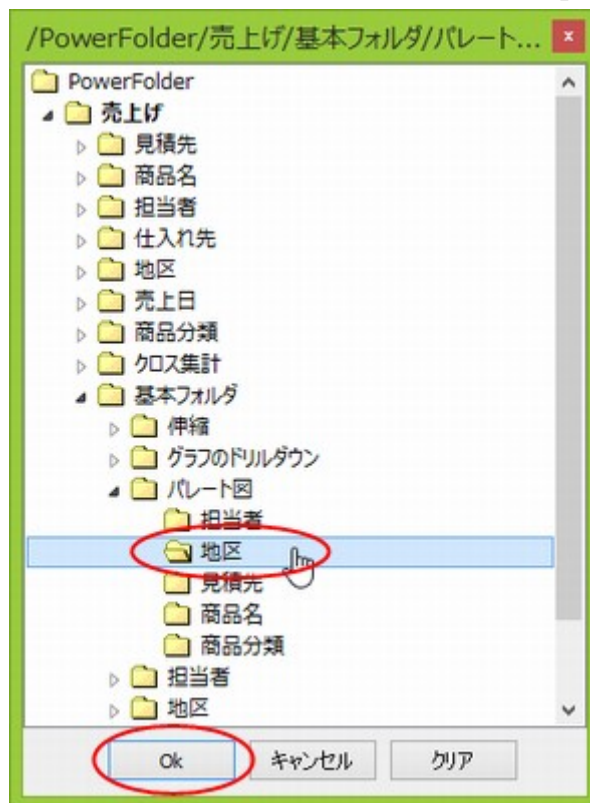 /PowerFolder/売上げ/基本フォルダ/パレート...
PowerFolder
売上げ
見積先
商品名
担当者
仕入れ先
地区
売上日
商品分類
クロス集計
基本フォルダ
伸縮
グラフのドリルダウン
パレート図
担当者
地区
見積先
商品名
商品分類
担当者
地区
Ok キャンセル クリア